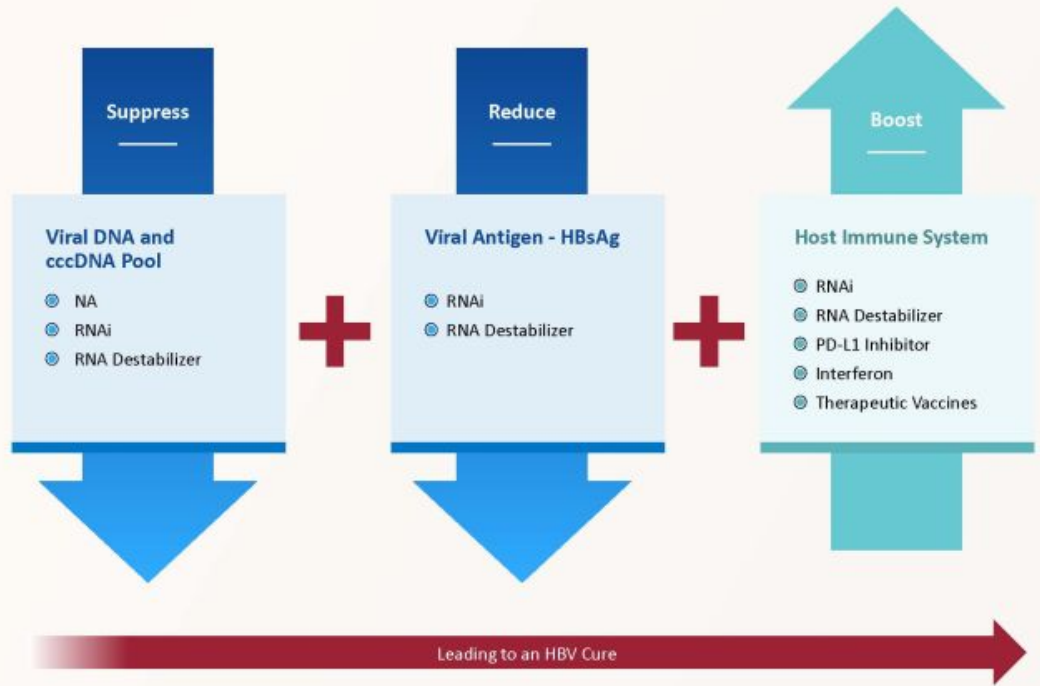 Suppress
Viral DNA and
cccDNA Pool
NA
RNAi
RNA Destabilizer
Reduce
Viral Antigen - HBsAg
RNAi
RNA Destabilizer
Boost
Host Immune System
RNAi
RNA Destabilizer
PD-L1 Inhibitor
Interferon
Therapeutic Vaccines
Leading to an HBV Cure